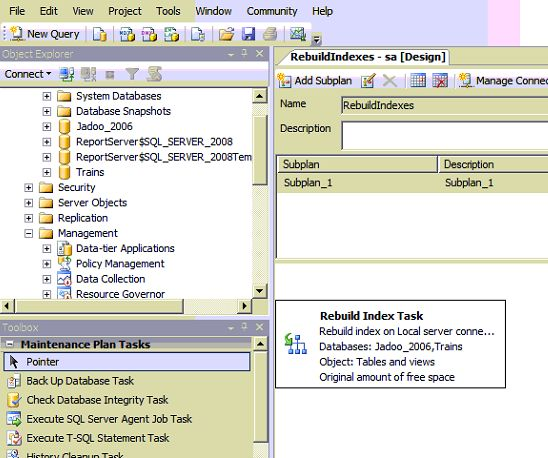 File Edit View Project Tools Window Community Help
New Query
Object Explorer
Connect
System Databases
Database Snapshots
Jadoo_2006
ReportServer$SQL_SERVER_2008
ReportServer$SQL_SERVER_2008Tem
Trains
Security
Server Objects
Replication
Management
Data-tier Applications
Policy Management
Data Collection
Resource Governor
Toolbox
Maintenance Plan Tasks
Pointer
Back Up Database Task
Check Database Integrity Task
Execute SQL Server Agent Job Task
Execute T-SQL Statement Task
History Cleanup Task
RebuildIndexes - sa [Design]
Add Subplan Manage Connec
Name RebuildIndexes
Description
Subplan Description
Subplan_1 Subplan_1
Rebuild Index Task
Rebuild index on Local server conne...
Databases: Jadoo_2006,Trains
Object: Tables and views
Original amount of free space